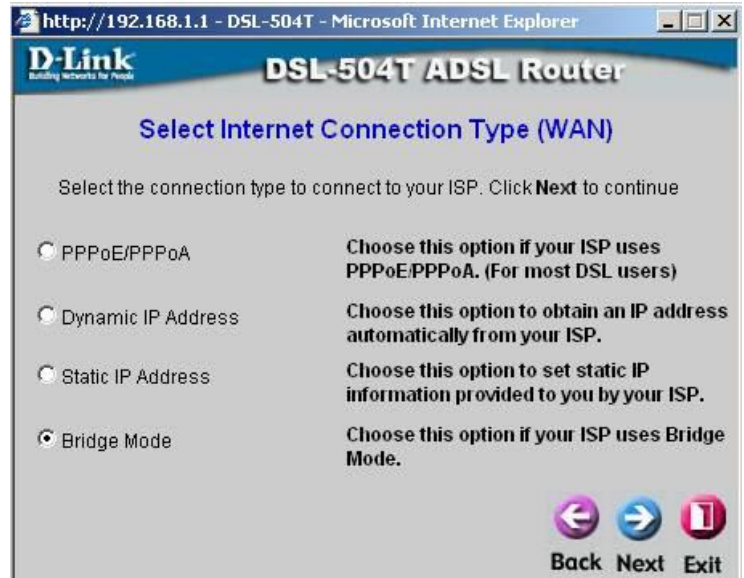 http://192.168.1.1 - DSL-504T - Microsoft Internet Explorer
D-Link
Building Networks for People
DSL-504T ADSL Router
Select Internet Connection Type (WAN)
Select the connection type to connect to your ISP. Click Next to continue
PPPoE/PPPoA
Choose this option if your ISP uses
PPPoE/PPPoA. (For most DSL users)
Dynamic IP Address
Choose this option to obtain an IP address
automatically from your ISP.
Static IP Address
Choose this option to set static IP
information provided to you by your ISP.
Bridge Mode
Choose this option if your ISP uses Bridge
Mode.
Back Next Exit